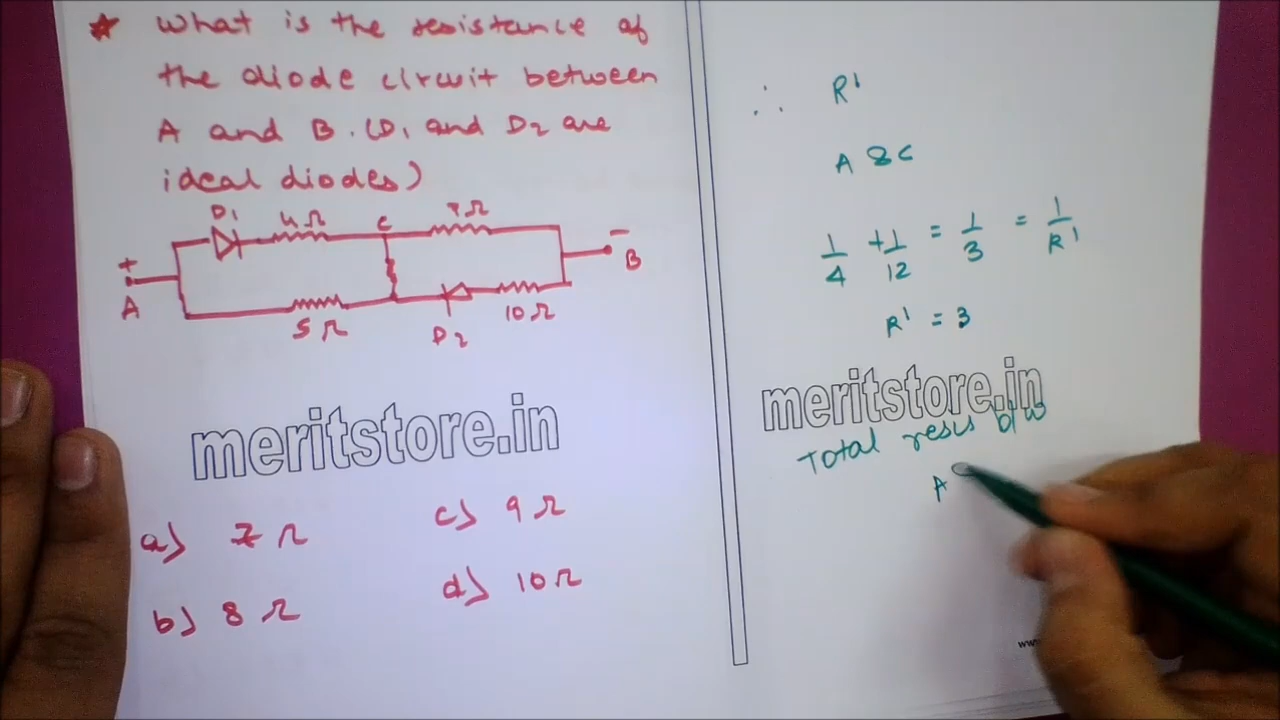 ★ What is the resistance of
the diode circuit between
A and B. (D1 and D2 are
ideal diodes)
D1 4Ω C 7Ω
+ −
A B
5Ω D2 10Ω
meritstore.in
a) 7Ω c) 9Ω
b) 8Ω d) 10Ω
∴ R'
A & C
1/4 + 1/12 = 1/3 = 1/R'
R' = 3
meritstore.in
Total resis b/w
A